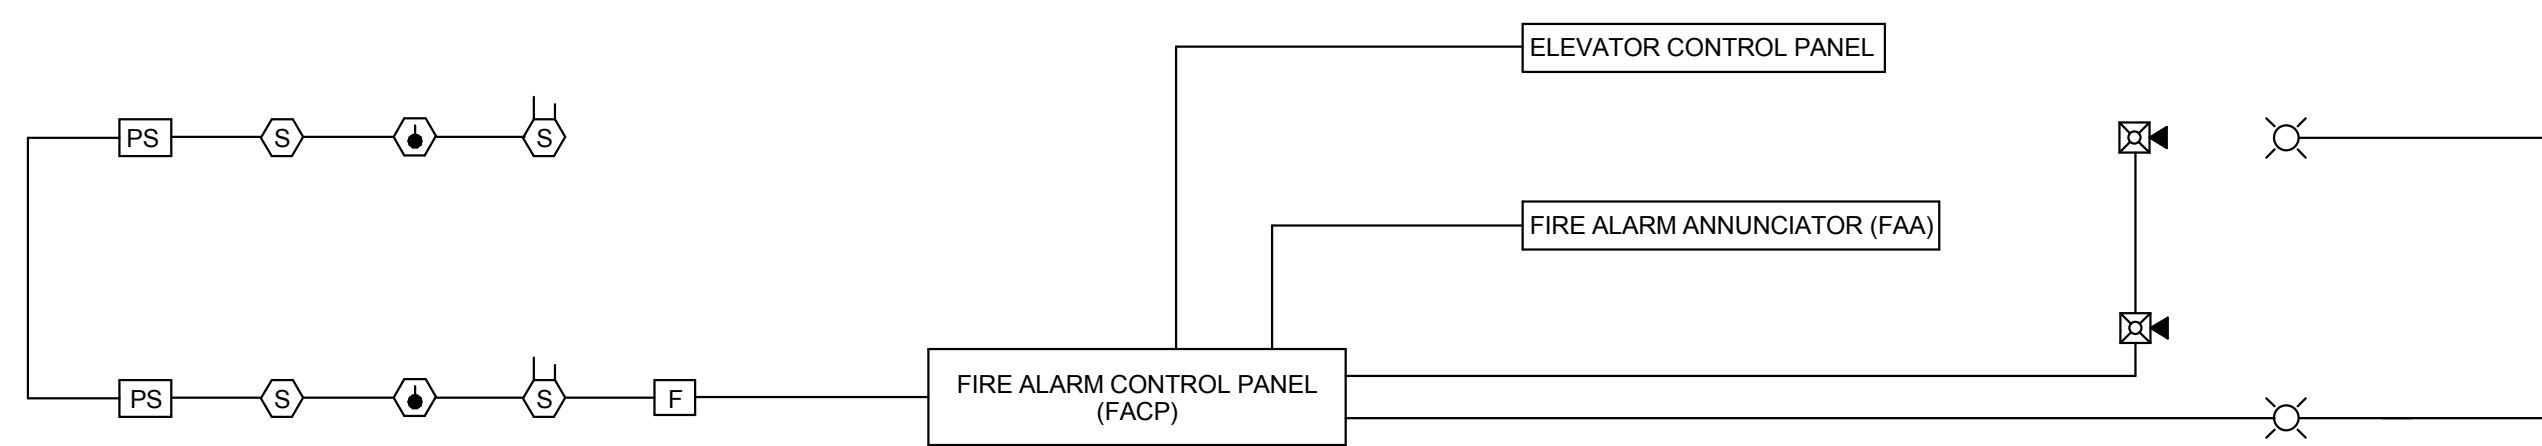 ELEVATOR CONTROL PANEL
PS
S
S
FIRE ALARM ANNUNCIATOR (FAA)
PS
S
S
F
FIRE ALARM CONTROL PANEL
(FACP)